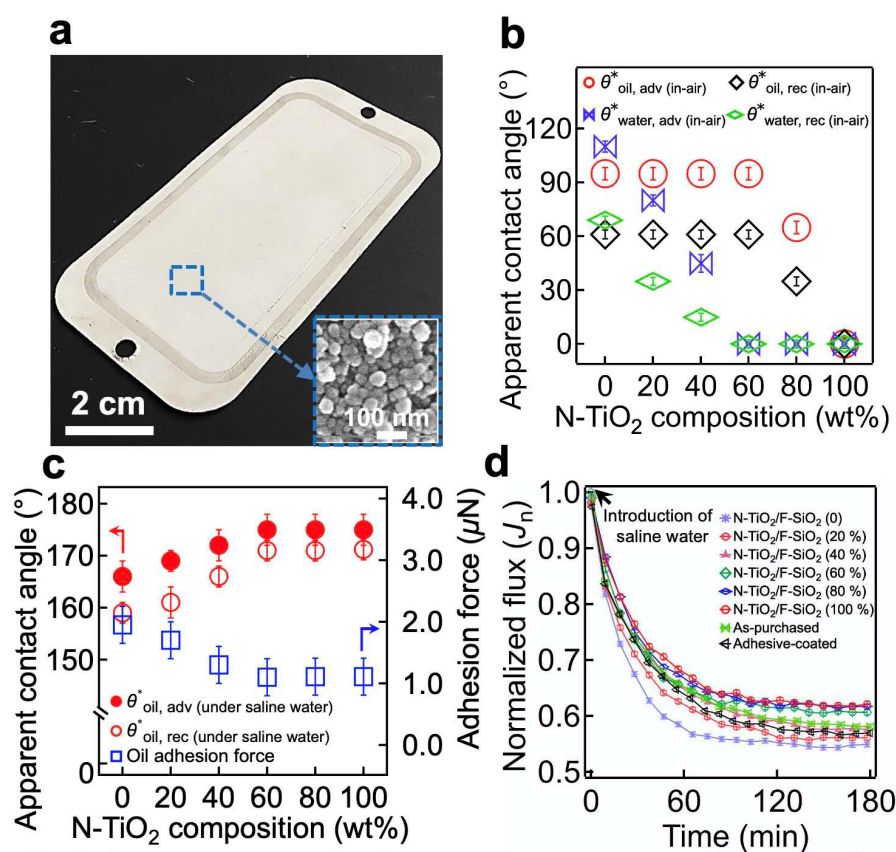 a
2 cm
100 nm
b
Apparent contact angle (°)
120
90
60
30
0
θ*oil, adv (in-air)
θ*oil, rec (in-air)
θ*water, adv (in-air)
θ*water, rec (in-air)
0 20 40 60 80 100
N-TiO₂ composition (wt%)
c
Apparent contact angle (°)
180
170
160
150
0
4.0
3.0
2.0
1.0
0.0
Adhesion force (μN)
θ*oil, adv (under saline water)
θ*oil, rec (under saline water)
Oil adhesion force
0 20 40 60 80 100
N-TiO₂ composition (wt%)
d
Normalized flux (Jn)
1.0
0.9
0.8
0.7
0.6
0.5
Introduction of
saline water
N-TiO₂/F-SiO₂ (0)
N-TiO₂/F-SiO₂ (20 %)
N-TiO₂/F-SiO₂ (40 %)
N-TiO₂/F-SiO₂ (60 %)
N-TiO₂/F-SiO₂ (80 %)
N-TiO₂/F-SiO₂ (100 %)
As-purchased
Adhesive-coated
0 60 120 180
Time (min)